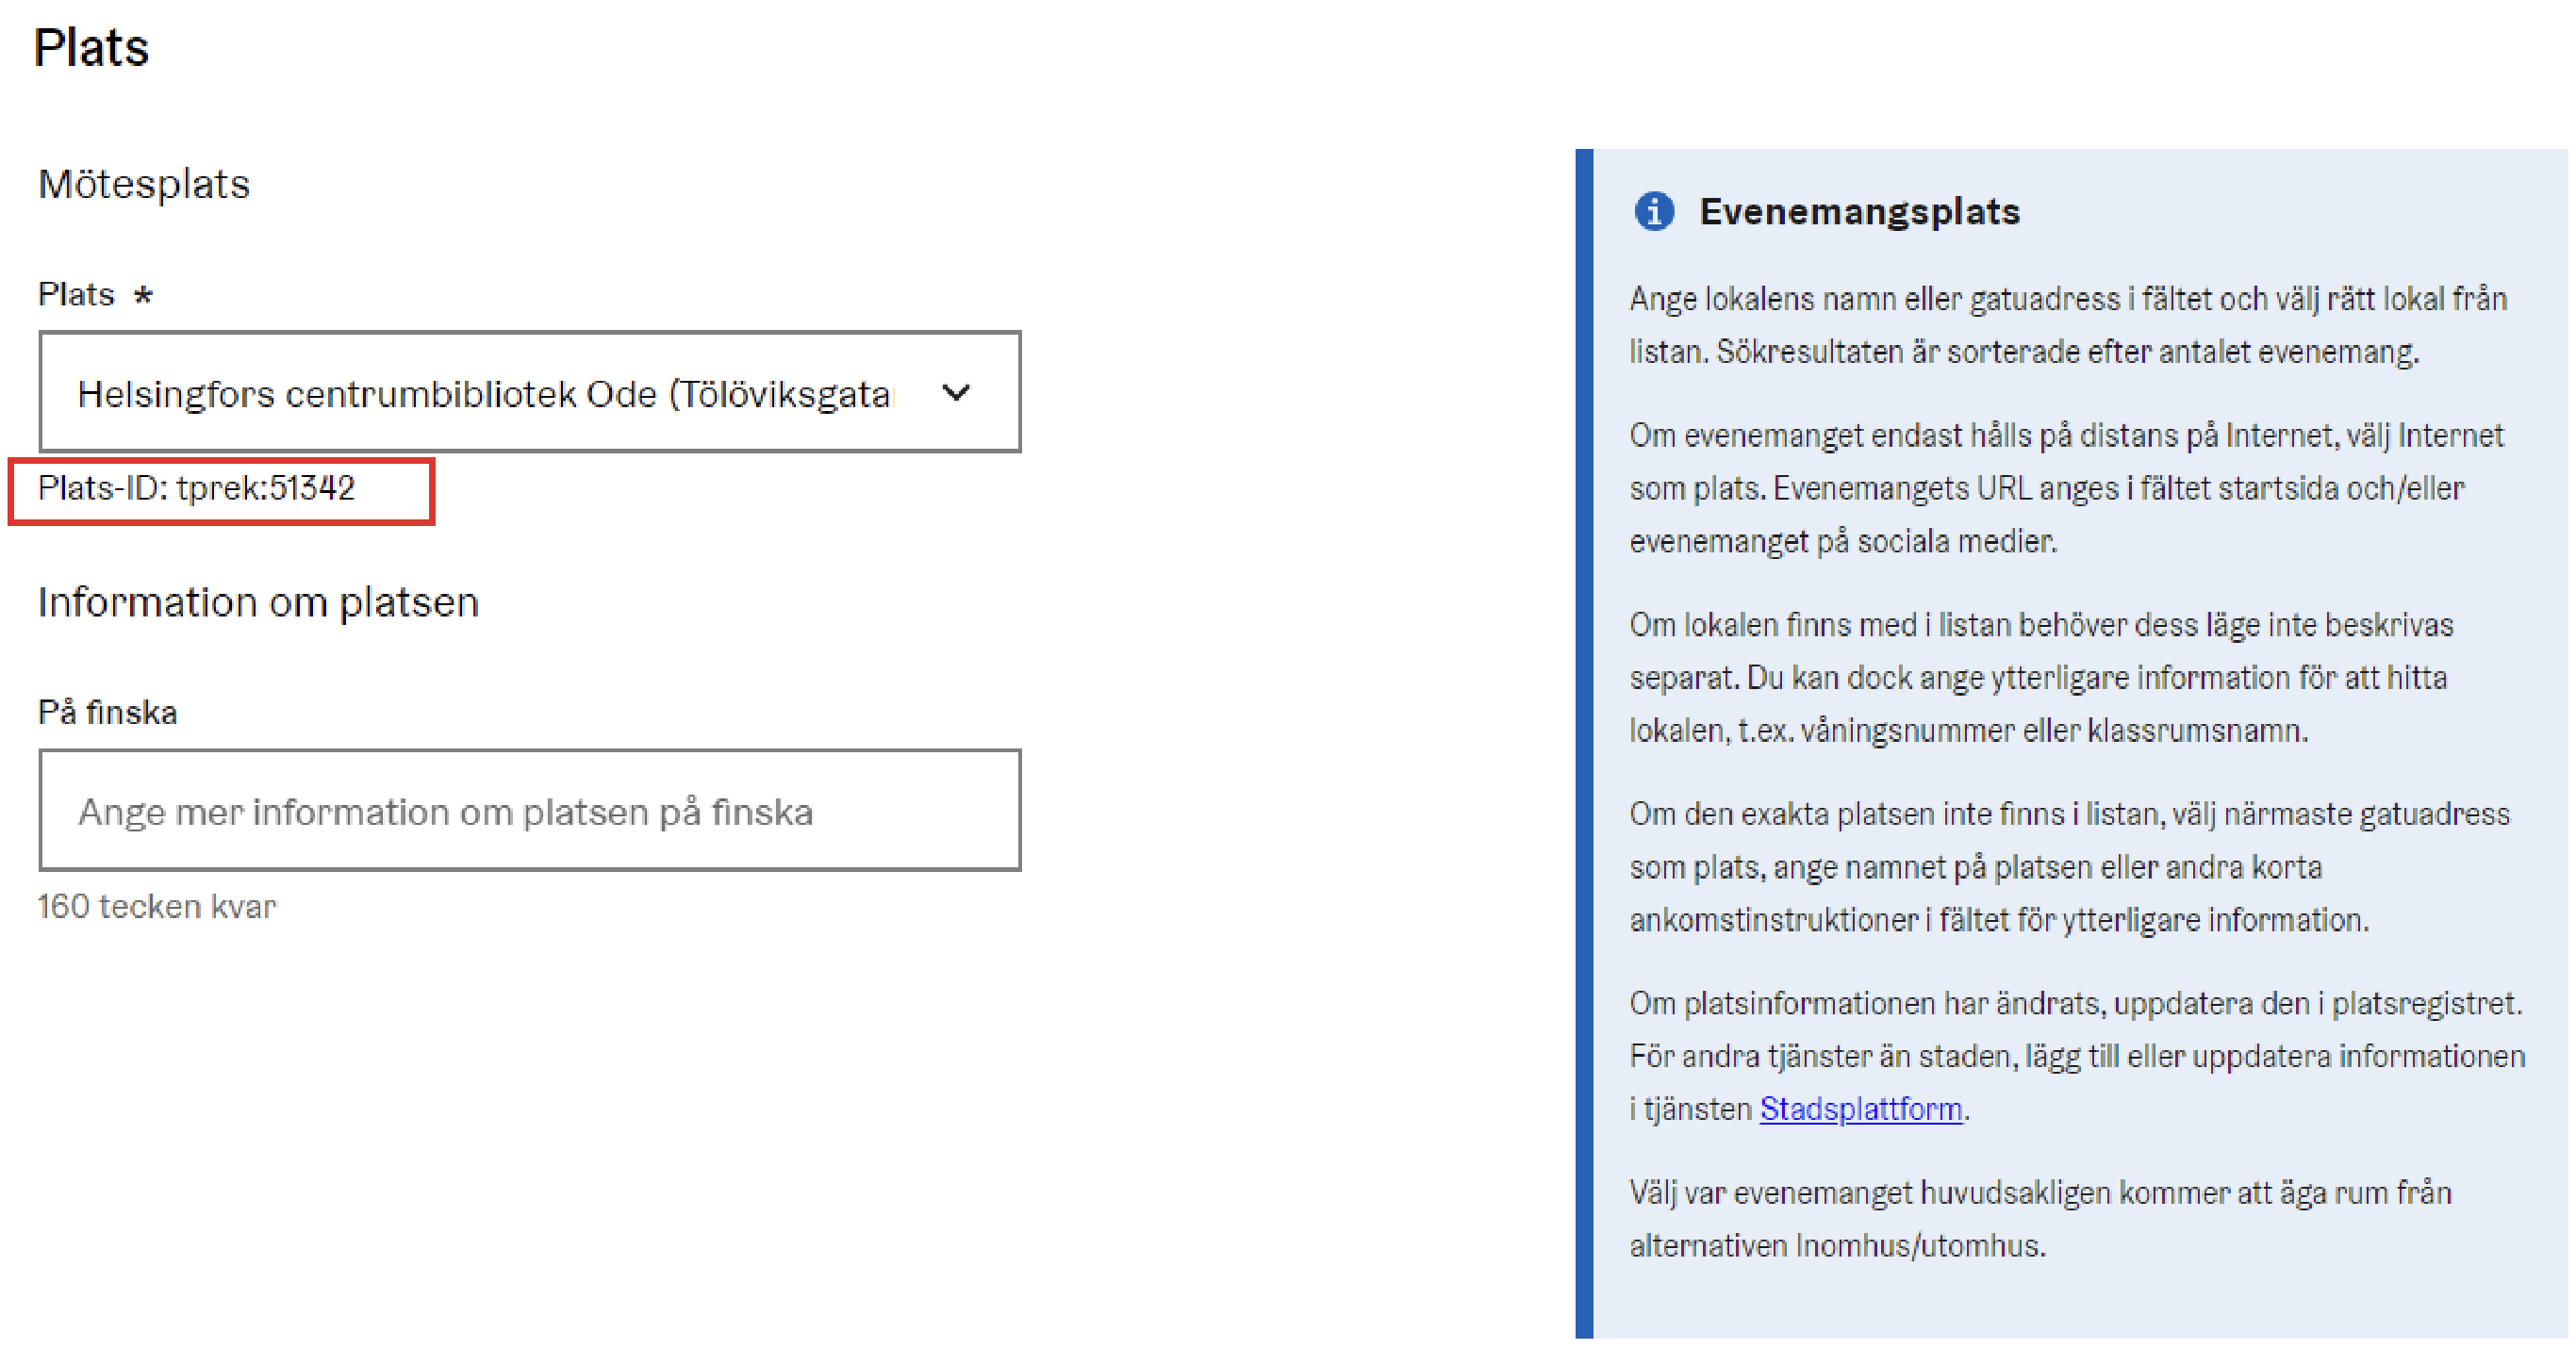 Plats
Mötesplats
Plats *
Helsingfors centrumbibliotek Ode (Tölöviksgata
Plats-ID: tprek:51342
Information om platsen
På finska
Ange mer information om platsen på finska
160 tecken kvar
Evenemangsplats
Ange lokalens namn eller gatuadress i fältet och välj rätt lokal från
listan. Sökresultaten är sorterade efter antalet evenemang.
Om evenemanget endast hålls på distans på Internet, välj Internet
som plats. Evenemangets URL anges i fältet startsida och/eller
evenemanget på sociala medier.
Om lokalen finns med i listan behöver dess läge inte beskrivas
separat. Du kan dock ange ytterligare information för att hitta
lokalen, t.ex. våningsnummer eller klassrumsnamn.
Om den exakta platsen inte finns i listan, välj närmaste gatuadress
som plats, ange namnet på platsen eller andra korta
ankomstinstruktioner i fältet för ytterligare information.
Om platsinformationen har ändrats, uppdatera den i platsregistret.
För andra tjänster än staden, lägg till eller uppdatera informationen
i tjänsten Stadsplattform.
Välj var evenemanget huvudsakligen kommer att äga rum från
alternativen Inomhus/utomhus.